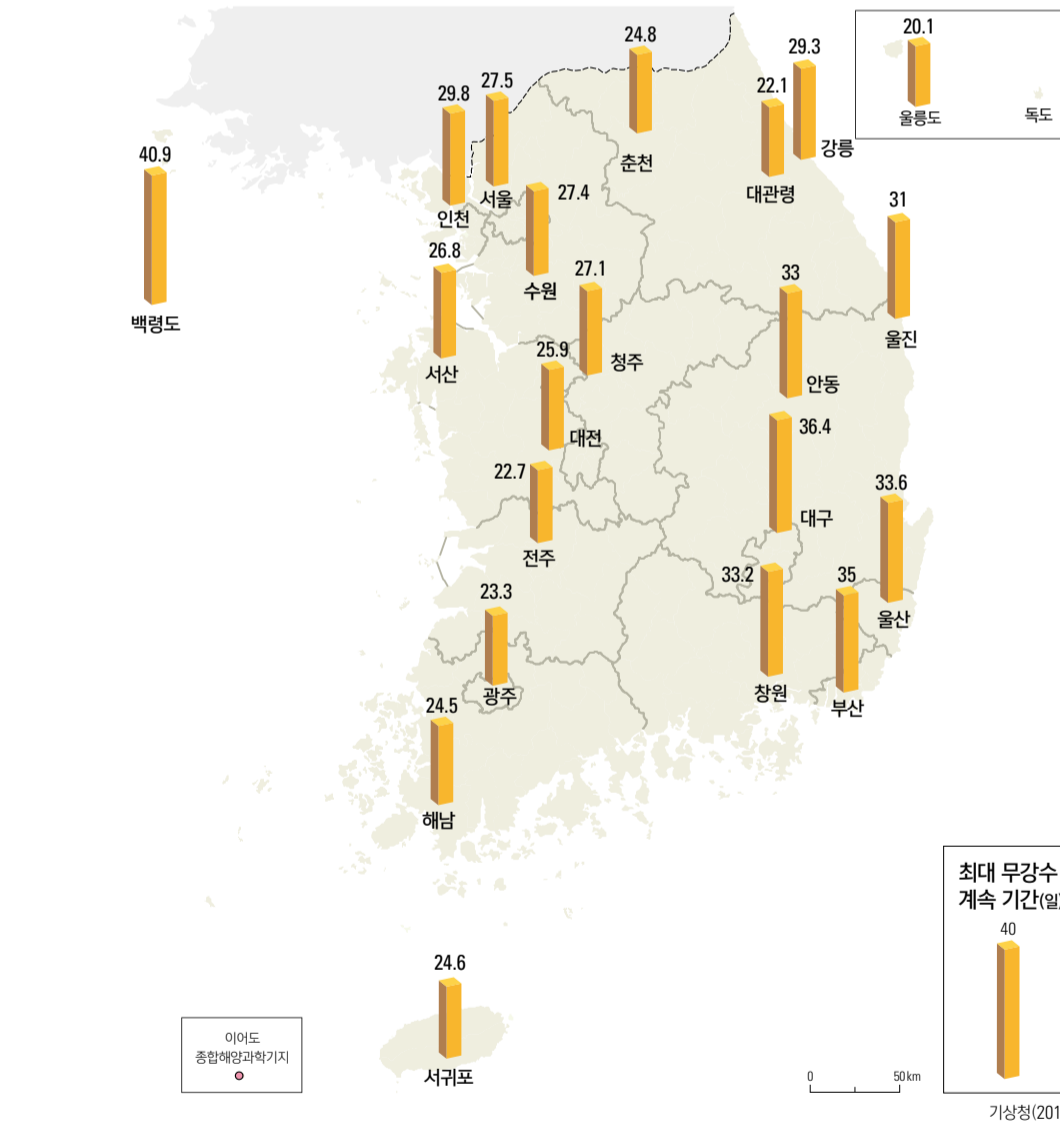 20.1
울릉도
독도
24.8
춘천
29.3
강릉
22.1
대관령
27.5
서울
29.8
인천
40.9
백령도
27.4
수원
31
울진
26.8
서산
27.1
청주
33
안동
25.9
대전
36.4
대구
22.7
전주
33.6
울산
33.2
창원
35
부산
23.3
광주
24.5
해남
최대 무강수
계속 기간(일)
40
24.6
서귀포
이어도
종합해양과학기지
0
50km
기상청(201